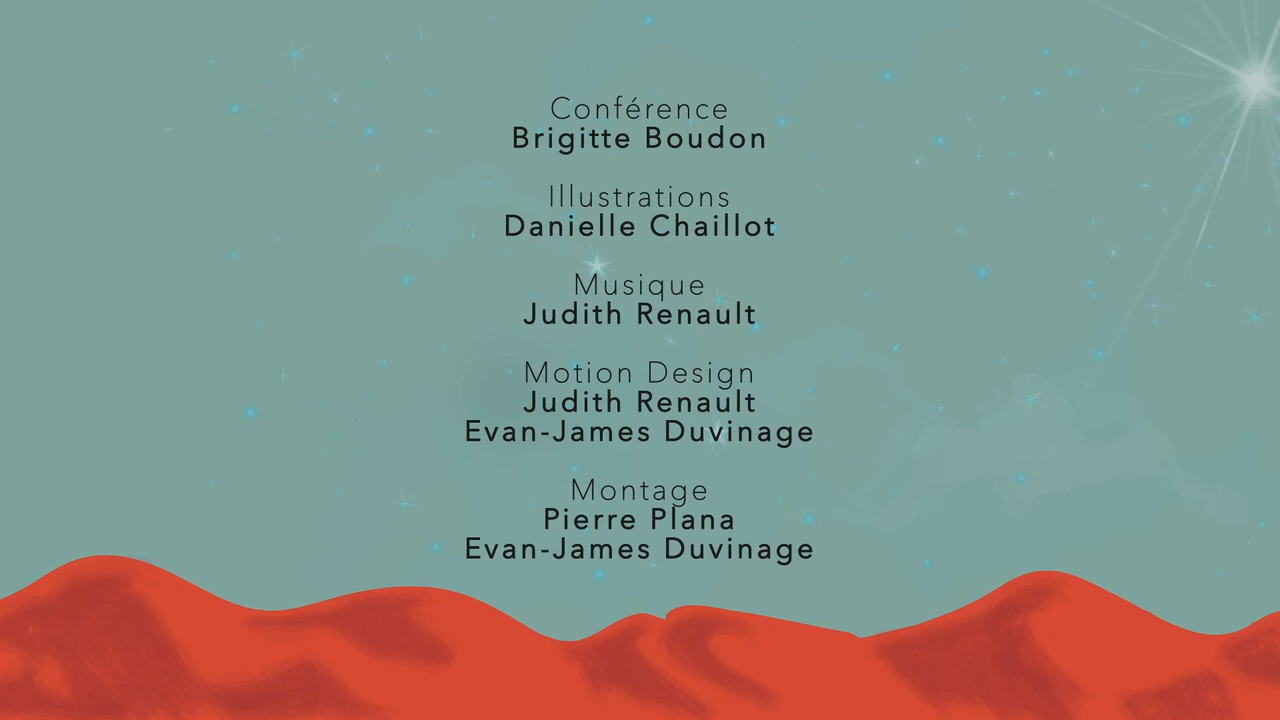 Conférence
Brigitte Boudon
Illustrations
Danielle Chaillot
Musique
Judith Renault
Motion Design
Judith Renault
Evan-James Duvinage
Montage
Pierre Plana
Evan-James Duvinage